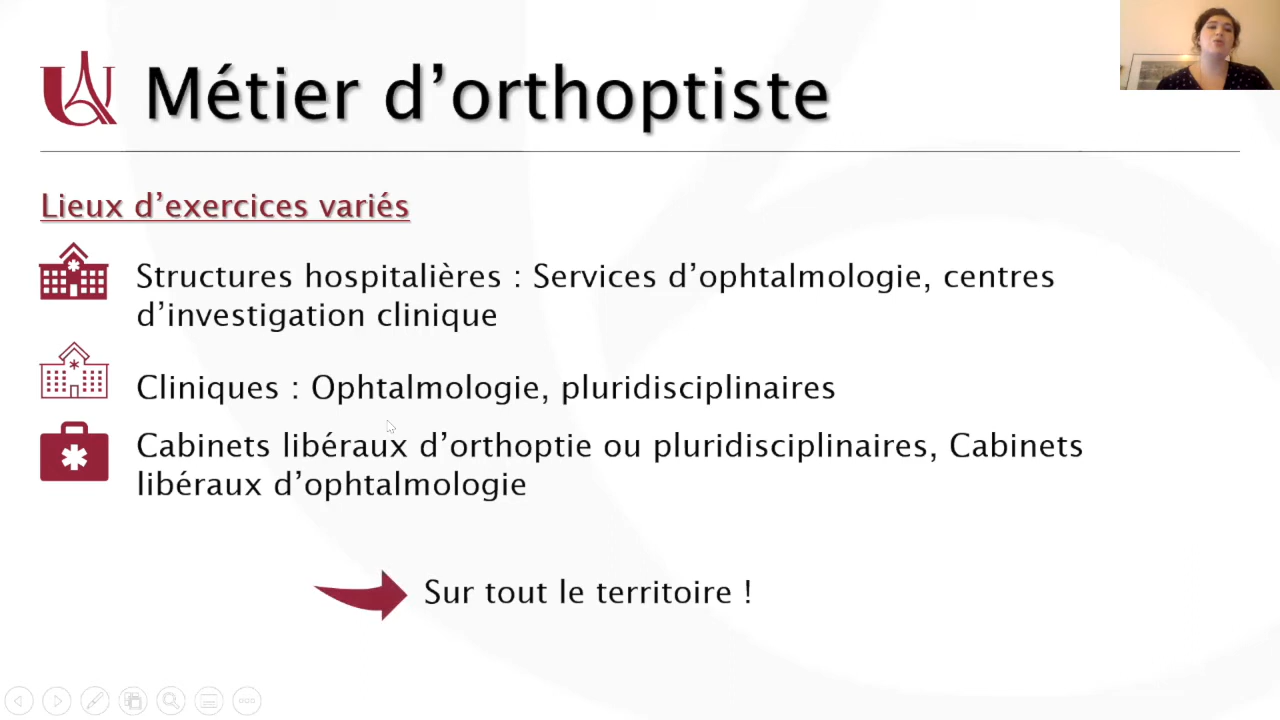 Métier d’orthoptiste
Lieux d’exercices variés
Structures hospitalières : Services d’ophtalmologie, centres
d’investigation clinique
Cliniques : Ophtalmologie, pluridisciplinaires
Cabinets libéraux d’orthoptie ou pluridisciplinaires, Cabinets
libéraux d’ophtalmologie
Sur tout le territoire !